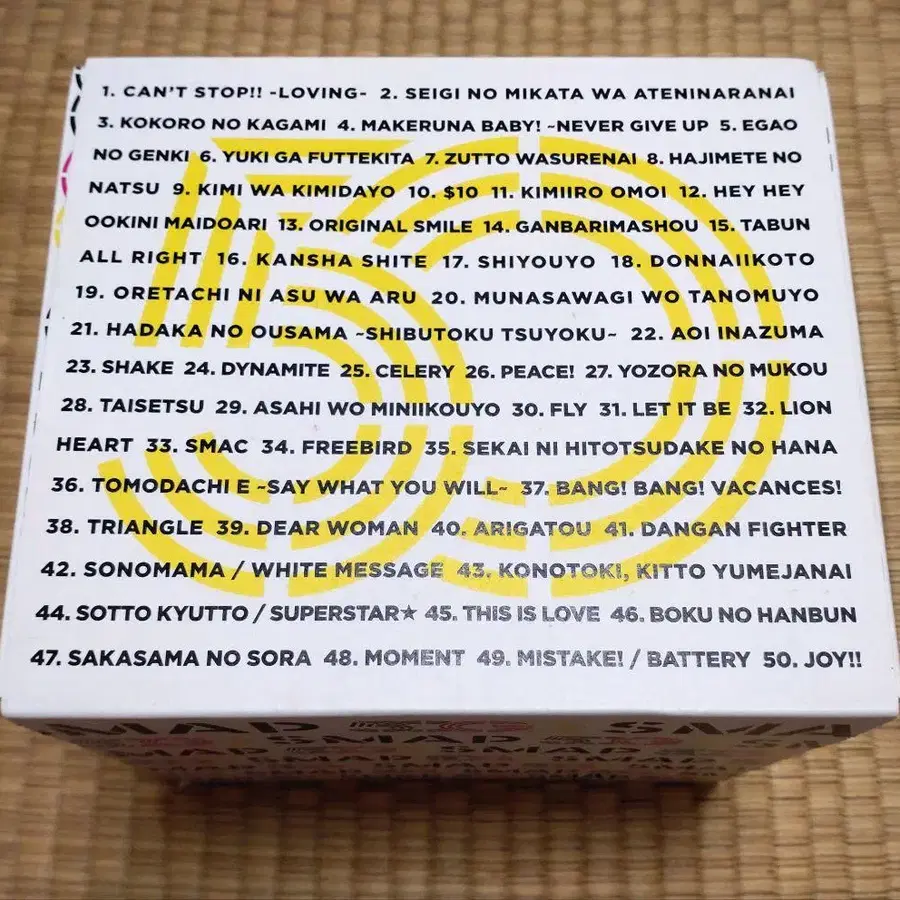 1. CAN'T STOP!! -LOVING- 2. SEIGI NO MIKATA WA ATENINARANAI
3. KOKORO NO KAGAMI 4. MAKERUNA BABY! ~NEVER GIVE UP 5. EGAO
NO GENKI 6. YUKI GA FUTTEKITA 7. ZUTTO WASURENAI 8. HAJIMETE NO
NATSU 9. KIMI WA KIMIDAYO 10. $10 11. KIMIIRO OMOI 12. HEY HEY
OOKINI MAIDOARI 13. ORIGINAL SMILE 14. GANBARIMASHOU 15. TABUN
ALL RIGHT 16. KANSHA SHITE 17. SHIYOUYO 18. DONNAIIKOTO
19. ORETACHI NI ASU WA ARU 20. MUNASAWAGI WO TANOMUYO
21. HADAKA NO OUSAMA ~SHIBUTOKU TSUYOKU~ 22. AOI INAZUMA
23. SHAKE 24. DYNAMITE 25. CELERY 26. PEACE! 27. YOZORA NO MUKOU
28. TAISETSU 29. ASAHI WO MINIIKOUYO 30. FLY 31. LET IT BE 32. LION
HEART 33. SMAC 34. FREEBIRD 35. SEKAI NI HITOTSUDAKE NO HANA
36. TOMODACHI E ~SAY WHAT YOU WILL~ 37. BANG! BANG! VACANCES!
38. TRIANGLE 39. DEAR WOMAN 40. ARIGATOU 41. DANGAN FIGHTER
42. SONOMAMA / WHITE MESSAGE 43. KONOTOKI, KITTO YUMEJANAI
44. SOTTO KYUTTO / SUPERSTAR★ 45. THIS IS LOVE 46. BOKU NO HANBUN
47. SAKASAMA NO SORA 48. MOMENT 49. MISTAKE! / BATTERY 50. JOY!!
50
SMAP SMAP